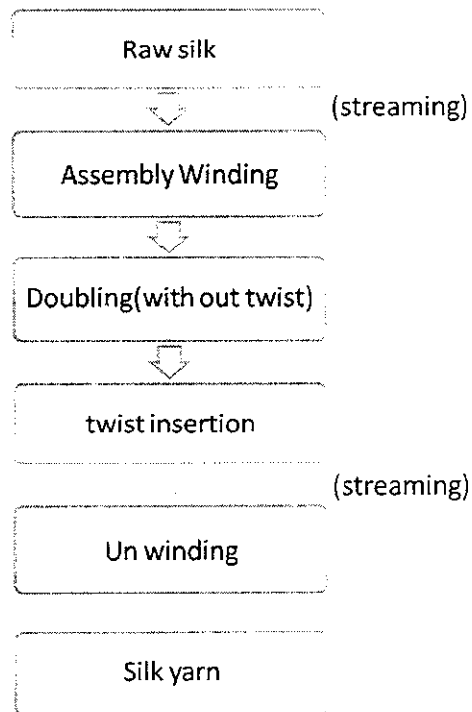 Raw silk
(streaming)
Assembly Winding
Doubling(with out twist)
twist insertion
(streaming)
Un winding
Silk yarn